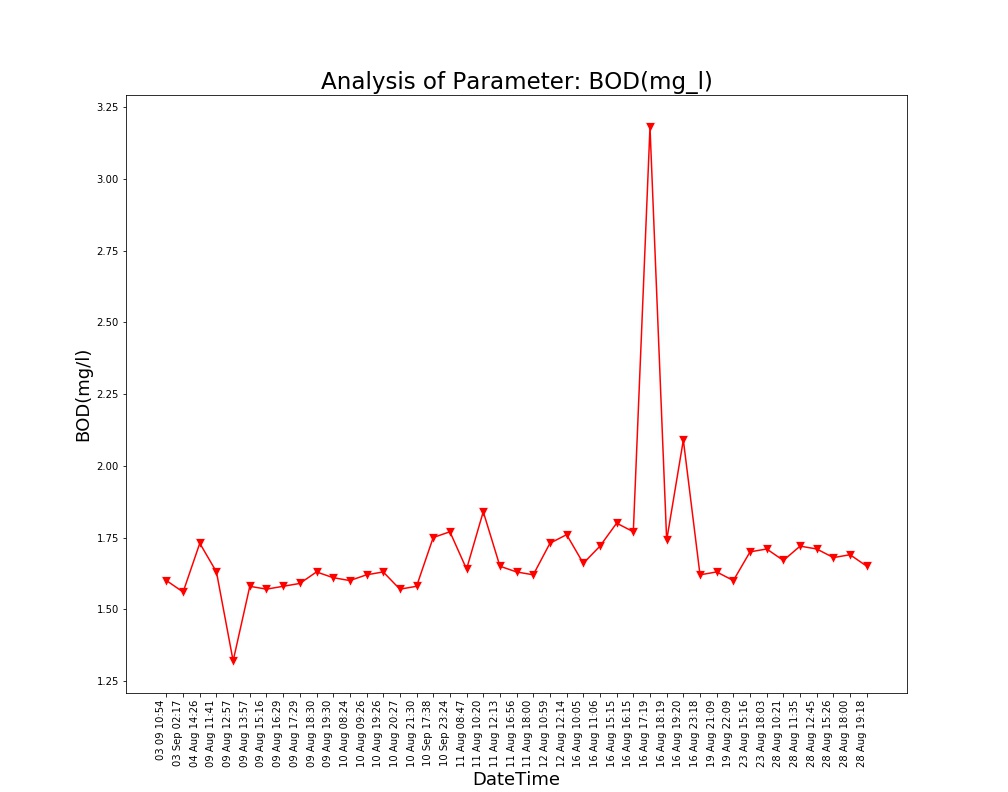 Analysis of Parameter: BOD(mg_l)
3.25
3.00
2.75
2.50
2.25
2.00
1.75
1.50
1.25
BOD(mg/l)
03 09 10:54
03 Sep 02:17
04 Aug 14:26
09 Aug 11:41
09 Aug 12:57
09 Aug 13:57
09 Aug 15:16
09 Aug 16:29
09 Aug 17:29
09 Aug 18:30
09 Aug 19:30
10 Aug 08:24
10 Aug 09:26
10 Aug 19:26
10 Aug 20:27
10 Aug 21:30
10 Sep 17:38
10 Sep 23:24
11 Aug 08:47
11 Aug 10:20
11 Aug 12:13
11 Aug 16:56
11 Aug 18:00
12 Aug 10:59
12 Aug 12:14
16 Aug 10:05
16 Aug 11:06
16 Aug 15:15
16 Aug 16:15
16 Aug 17:19
16 Aug 18:19
16 Aug 19:20
16 Aug 23:18
19 Aug 21:09
19 Aug 22:09
23 Aug 15:16
23 Aug 18:03
28 Aug 10:21
28 Aug 11:35
28 Aug 12:45
28 Aug 15:26
28 Aug 18:00
28 Aug 19:18
DateTime